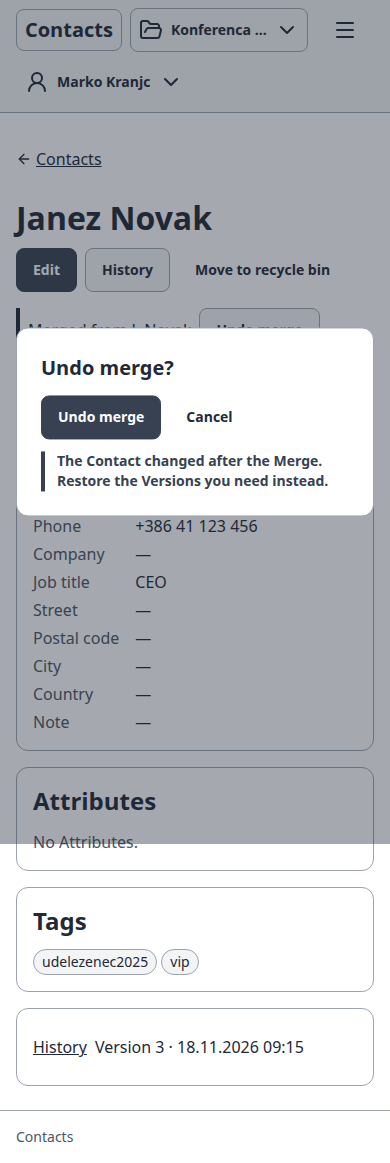 Contacts
Konferenca ...
Marko Kranjc
Contacts
Janez Novak
Edit
History
Move to recycle bin
Undo merge?
Undo merge
Cancel
The Contact changed after the Merge.
Restore the Versions you need instead.
Phone +386 41 123 456
Company —
Job title CEO
Street —
Postal code —
City —
Country —
Note —
Attributes
No Attributes.
Tags
udelezenec2025 vip
History Version 3 · 18.11.2026 09:15
Contacts